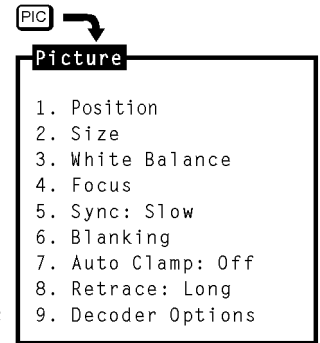 PIC
Picture
1. Position
2. Size
3. White Balance
4. Focus
5. Sync: Slow
6. Blanking
7. Auto Clamp: Off
8. Retrace: Long
9. Decoder Options